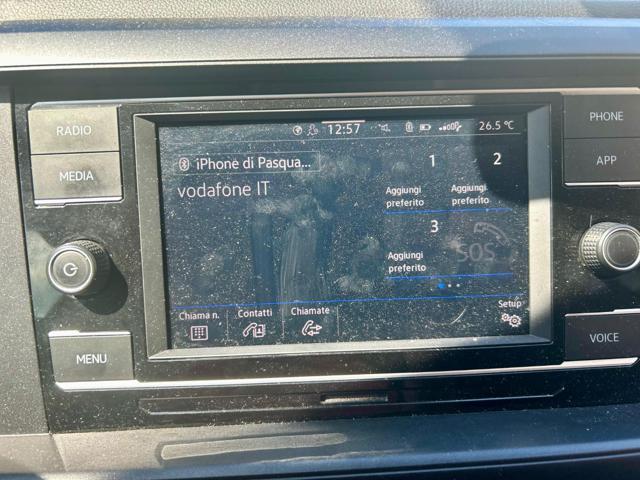 RADIO
MEDIA
MENU
PHONE
APP
VOICE
12:57
26.5 °C
iPhone di Pasqua...
vodafone IT
1
2
Aggiungi
preferito
Aggiungi
preferito
3
Aggiungi
preferito
SOS
Chiama n.
Contatti
Chiamate
Setup